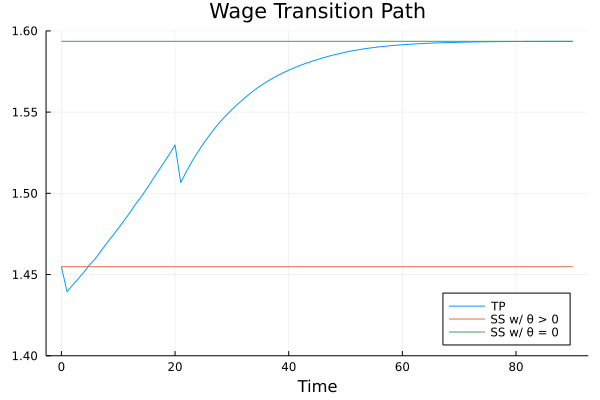 Wage Transition Path
1.60
1.55
1.50
1.45
1.40
TP
SS w/ θ > 0
SS w/ θ = 0
0
20
40
60
80
Time